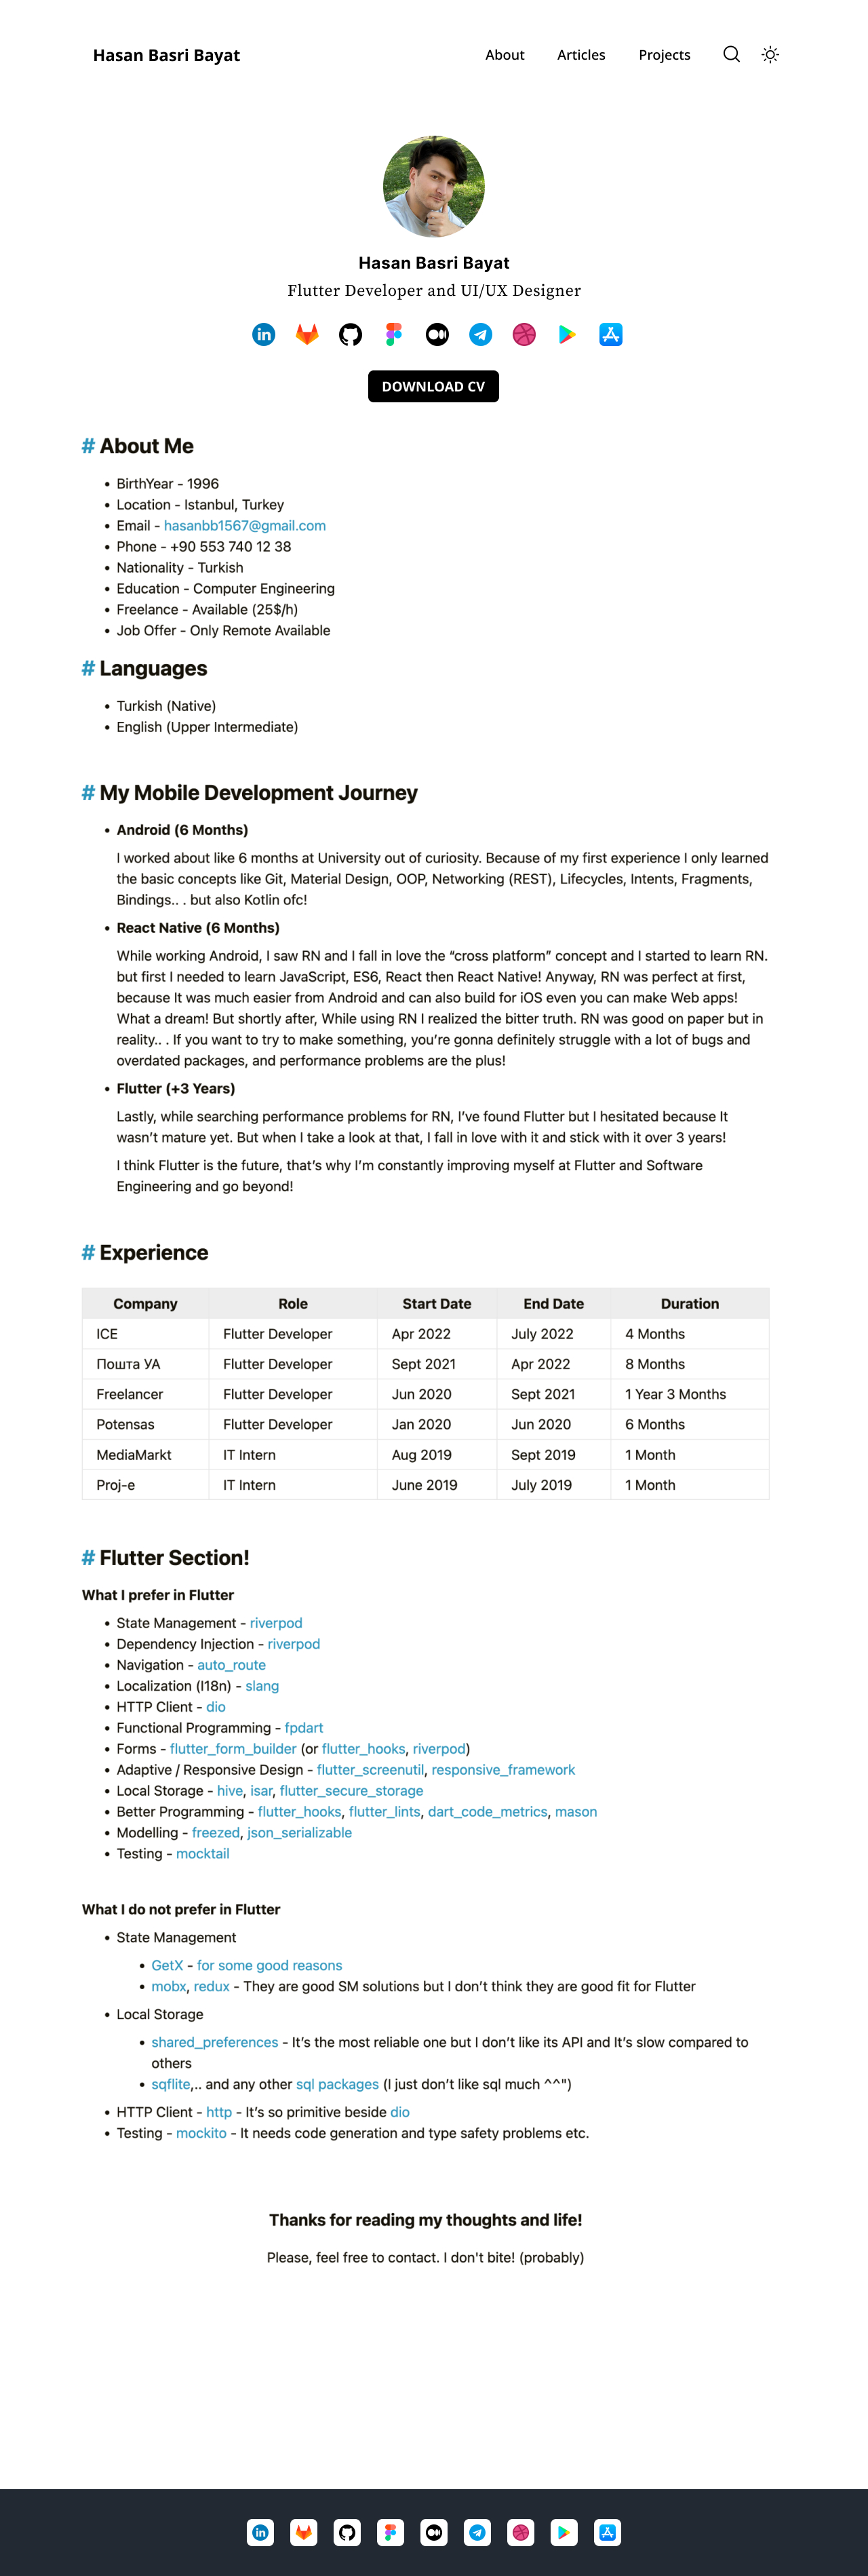 Hasan Basri Bayat
About
Articles
Projects
Hasan Basri Bayat
Flutter Developer and UI/UX Designer
DOWNLOAD CV
# About Me
• BirthYear - 1996
• Location - Istanbul, Turkey
• Email - hasanbb1567@gmail.com
• Phone - +90 553 740 12 38
• Nationality - Turkish
• Education - Computer Engineering
• Freelance - Available (25$/h)
• Job Offer - Only Remote Available
# Languages
• Turkish (Native)
• English (Upper Intermediate)
# My Mobile Development Journey
• Android (6 Months)
I worked about like 6 months at University out of curiosity. Because of my first experience I only learned
the basic concepts like Git, Material Design, OOP, Networking (REST), Lifecycles, Intents, Fragments,
Bindings.. . but also Kotlin ofc!
• React Native (6 Months)
While working Android, I saw RN and I fall in love the “cross platform” concept and I started to learn RN.
but first I needed to learn JavaScript, ES6, React then React Native! Anyway, RN was perfect at first,
because It was much easier from Android and can also build for iOS even you can make Web apps!
What a dream! But shortly after, While using RN I realized the bitter truth. RN was good on paper but in
reality.. . If you want to try to make something, you’re gonna definitely struggle with a lot of bugs and
overdated packages, and performance problems are the plus!
• Flutter (+3 Years)
Lastly, while searching performance problems for RN, I’ve found Flutter but I hesitated because It
wasn’t mature yet. But when I take a look at that, I fall in love with it and stick with it over 3 years!
I think Flutter is the future, that’s why I’m constantly improving myself at Flutter and Software
Engineering and go beyond!
# Experience
Company Role Start Date End Date Duration
ICE Flutter Developer Apr 2022 July 2022 4 Months
Пошта УА Flutter Developer Sept 2021 Apr 2022 8 Months
Freelancer Flutter Developer Jun 2020 Sept 2021 1 Year 3 Months
Potensas Flutter Developer Jan 2020 Jun 2020 6 Months
MediaMarkt IT Intern Aug 2019 Sept 2019 1 Month
Proj-e IT Intern June 2019 July 2019 1 Month
# Flutter Section!
What I prefer in Flutter
• State Management - riverpod
• Dependency Injection - riverpod
• Navigation - auto_route
• Localization (I18n) - slang
• HTTP Client - dio
• Functional Programming - fpdart
• Forms - flutter_form_builder (or flutter_hooks, riverpod)
• Adaptive / Responsive Design - flutter_screenutil, responsive_framework
• Local Storage - hive, isar, flutter_secure_storage
• Better Programming - flutter_hooks, flutter_lints, dart_code_metrics, mason
• Modelling - freezed, json_serializable
• Testing - mocktail
What I do not prefer in Flutter
• State Management
• GetX - for some good reasons
• mobx, redux - They are good SM solutions but I don’t think they are good fit for Flutter
• Local Storage
• shared_preferences - It’s the most reliable one but I don’t like its API and It’s slow compared to
others
• sqflite,.. and any other sql packages (I just don’t like sql much ^^")
• HTTP Client - http - It’s so primitive beside dio
• Testing - mockito - It needs code generation and type safety problems etc.
Thanks for reading my thoughts and life!
Please, feel free to contact. I don't bite! (probably)